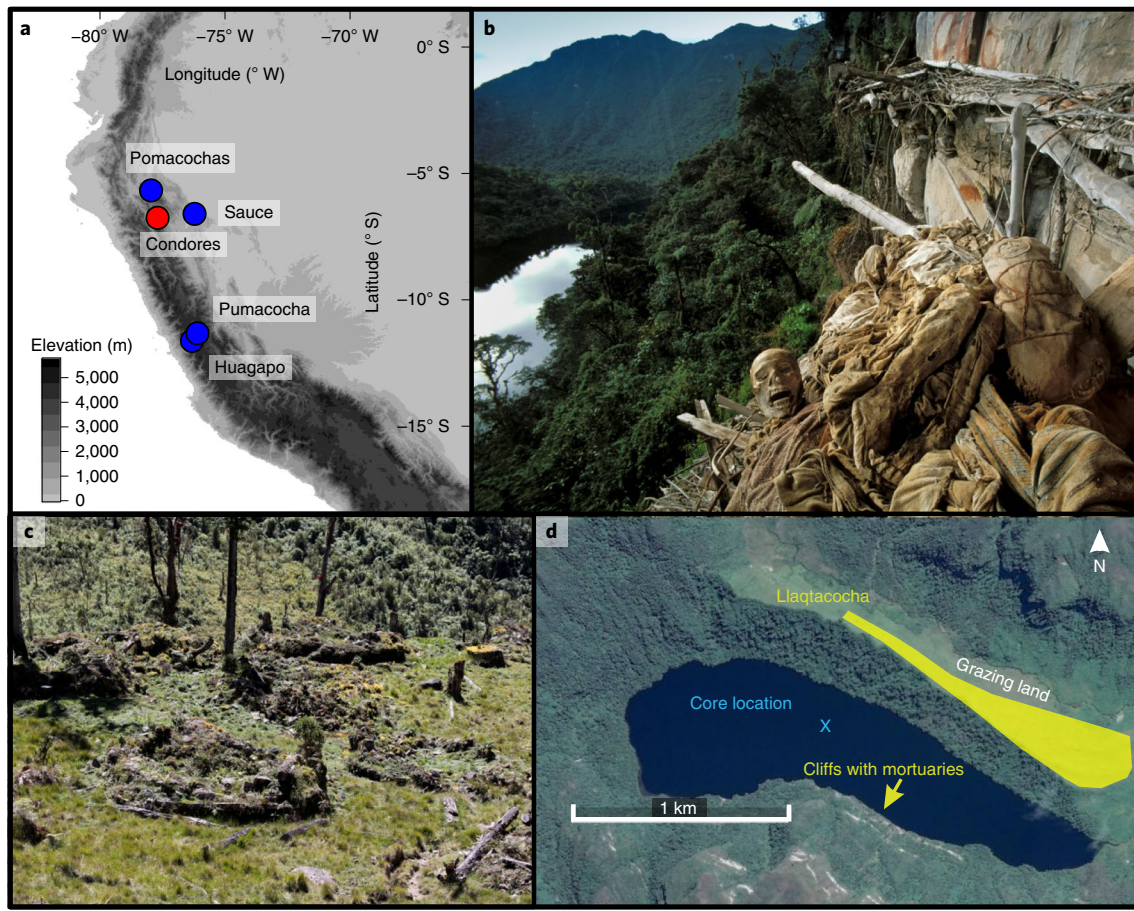 a
−80° W
−75° W
−70° W
0° S
Longitude (° W)
Pomacochas
−5° S
Sauce
Condores
Latitude (° S)
−10° S
Pumacocha
Elevation (m)
Huagapo
5,000
4,000
3,000
2,000
1,000
0
−15° S
b
c
d
N
Llaqtacocha
Grazing land
Core location
X
Cliffs with mortuaries
1 km